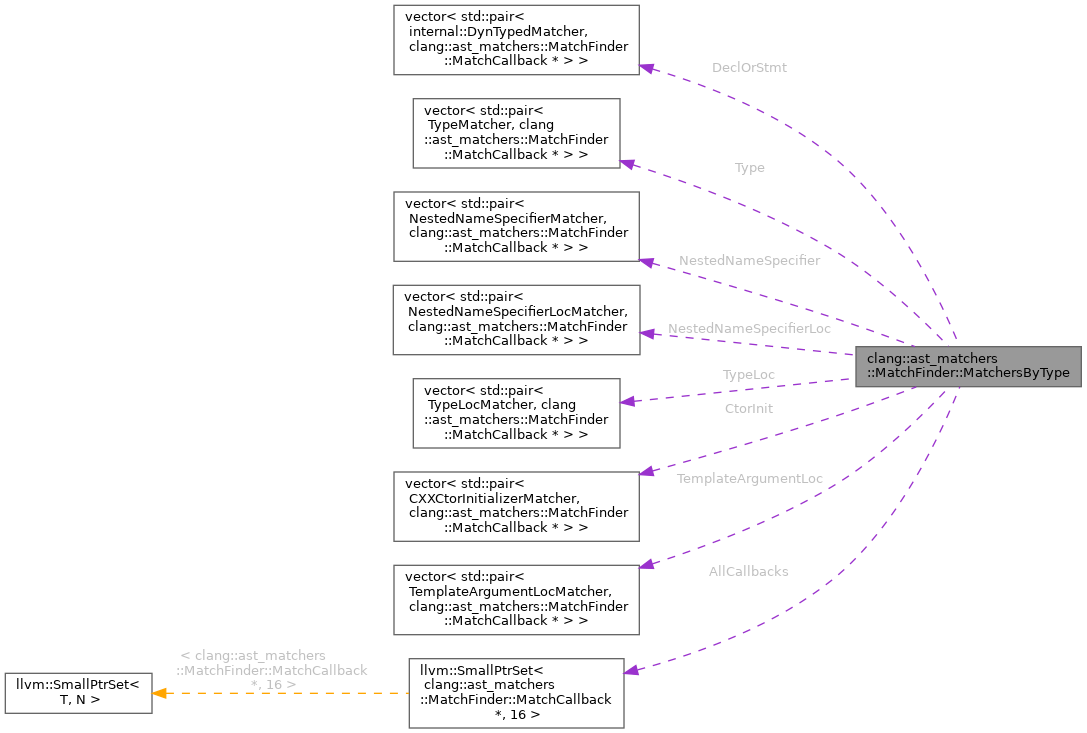 vector< std::pair<
internal::DynTypedMatcher,
clang::ast_matchers::MatchFinder
::MatchCallback * > >
DeclOrStmt
vector< std::pair<
TypeMatcher, clang
::ast_matchers::MatchFinder
::MatchCallback * > >
Type
vector< std::pair<
NestedNameSpecifierMatcher,
clang::ast_matchers::MatchFinder
::MatchCallback * > >
NestedNameSpecifier
vector< std::pair<
NestedNameSpecifierLocMatcher,
clang::ast_matchers::MatchFinder
::MatchCallback * > >
NestedNameSpecifierLoc
clang::ast_matchers
::MatchFinder::MatchersByType
vector< std::pair<
TypeLocMatcher, clang
::ast_matchers::MatchFinder
::MatchCallback * > >
TypeLoc
CtorInit
vector< std::pair<
CXXCtorInitializerMatcher,
clang::ast_matchers::MatchFinder
::MatchCallback * > >
TemplateArgumentLoc
vector< std::pair<
TemplateArgumentLocMatcher,
clang::ast_matchers::MatchFinder
::MatchCallback * > >
AllCallbacks
llvm::SmallPtrSet<
clang::ast_matchers
::MatchFinder::MatchCallback
*, 16 >
< clang::ast_matchers
::MatchFinder::MatchCallback
*, 16 >
llvm::SmallPtrSet<
T, N >